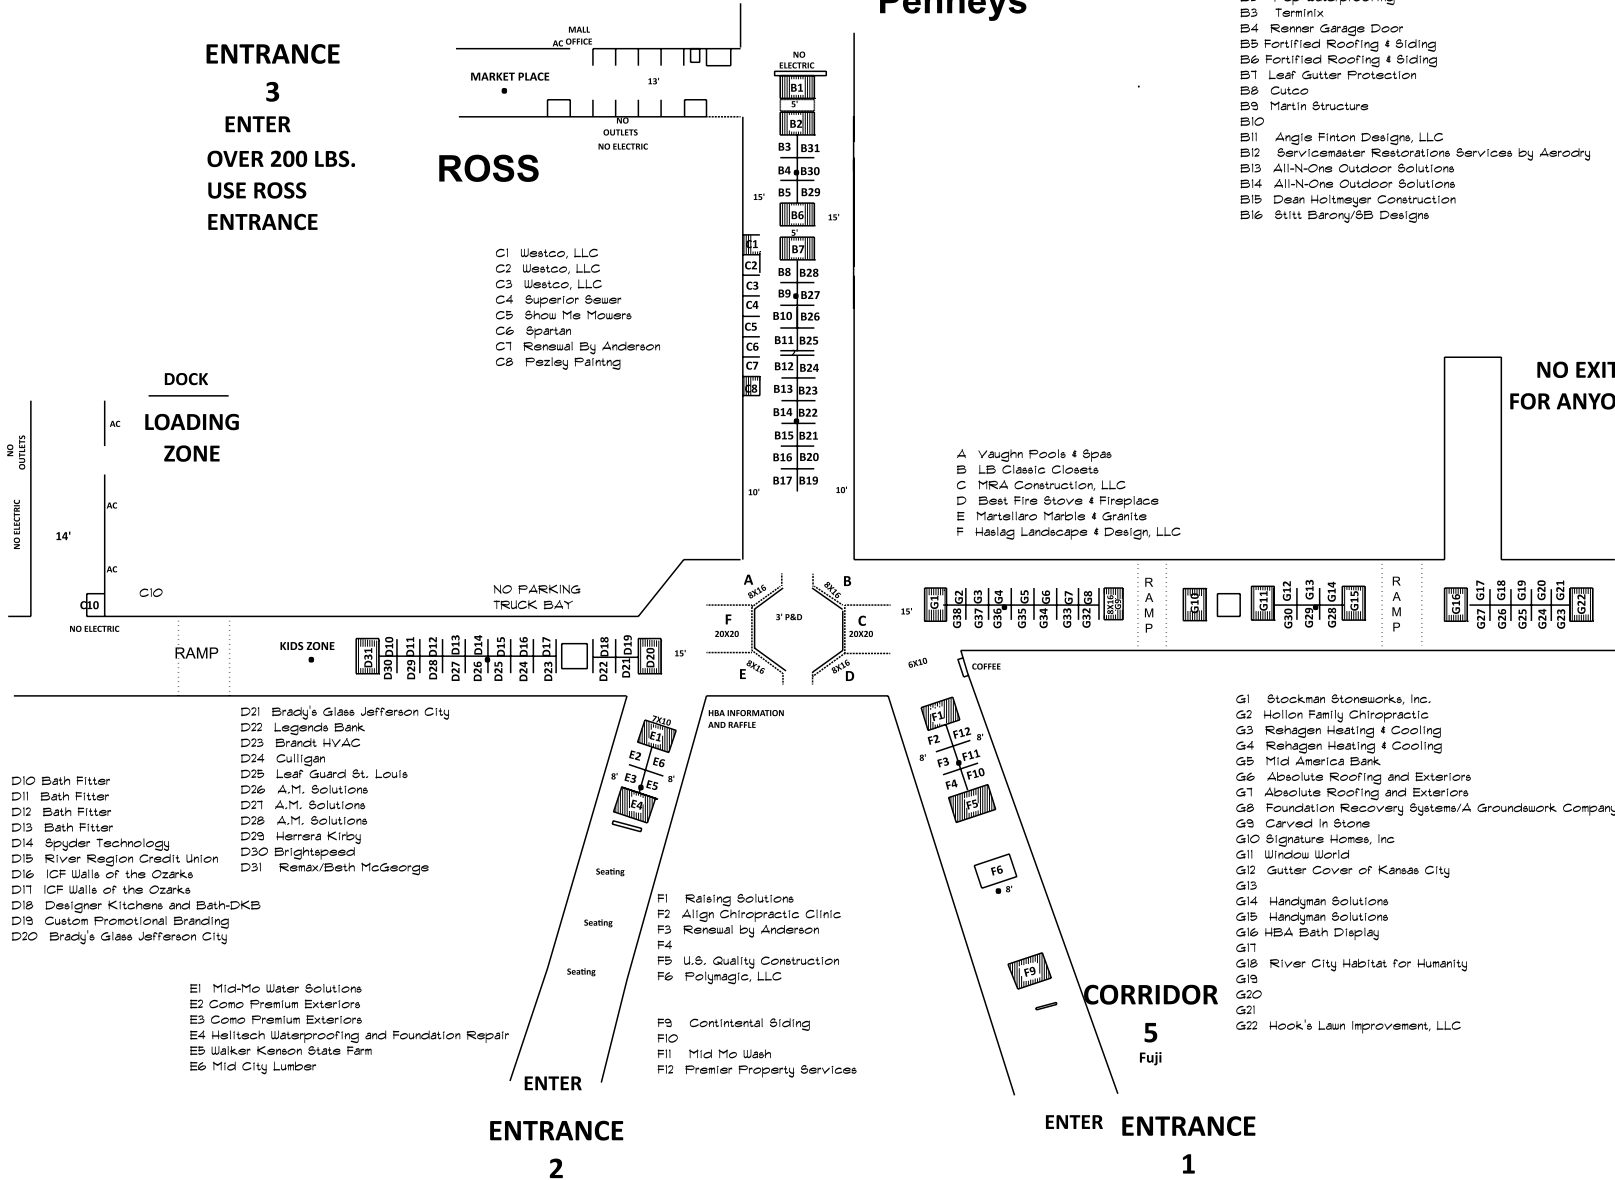 Penneys
B3 Terminix
B4 Renner Garage Door
B5 Fortified Roofing & Siding
B6 Fortified Roofing & Siding
B7 Leaf Gutter Protection
B8 Cutco
B9 Martin Structure
B10
B11 Angie Finton Designs, LLC
B12 Servicemaster Restorations Services by Aerodry
B13 All-N-One Outdoor Solutions
B14 All-N-One Outdoor Solutions
B15 Dean Holtmeyer Construction
B16 Stitt Barony/SB Designs
ENTRANCE
3
ENTER
OVER 200 LBS.
USE ROSS
ENTRANCE
MALL
OFFICE
AC
MARKET PLACE
13'
NO
OUTLETS
NO ELECTRIC
ROSS
NO
ELECTRIC
B1
5'
B2
B3 B31
B4 B30
B5 B29
15'
B6
15'
5'
B7
B8 B28
B9 B27
B10 B26
B11 B25
B12 B24
B13 B23
B14 B22
B15 B21
B16 B20
B17 B19
10'
10'
C1
C2
C3
C4
C5
C6
C7
C8
C1 Westco, LLC
C2 Westco, LLC
C3 Westco, LLC
C4 Superior Sewer
C5 Show Me Mowers
C6 Spartan
C7 Renewal By Anderson
C8 Pezley Paintng
DOCK
LOADING
ZONE
NO
OUTLETS
NO ELECTRIC
AC
AC
AC
14'
C10
C10
NO ELECTRIC
NO PARKING
TRUCK BAY
NO EXIT
FOR ANYO
A Vaughn Pools & Spas
B LB Classic Closets
C MRA Construction, LLC
D Best Fire Stove & Fireplace
E Martellaro Marble & Granite
F Haslag Landscape & Design, LLC
A
8X16
B
8X16
F
20X20
3' P&D
C
20X20
E
8X16
D
8X16
15'
G1
G2 G3 G4 G5 G6 G7 G8
G38 G37 G36 G35 G34 G33 G32
8X16
G9
RAMP
G10
G11
G12 G13 G14
G30 G29 G28
G15
RAMP
G16
G17 G18 G19 G20 G21
G27 G26 G25 G24 G23
G22
RAMP
KIDS ZONE
D31
D10 D11 D12 D13 D14 D15 D16 D17
D30 D29 D28 D27 D26 D25 D24 D23
D18 D19
D22 D21
D20
15'
6X10
COFFEE
HBA INFORMATION
AND RAFFLE
7X10
E1
E2 E6
E3 E5
8'
8'
E4
Seating
Seating
Seating
F1
F2 F12
8'
8'
F3 F11
F4 F10
F5
F6
8'
F9
D21 Brady's Glass Jefferson City
D22 Legends Bank
D23 Brandt HVAC
D24 Culligan
D25 Leaf Guard St. Louis
D26 A.M. Solutions
D27 A.M. Solutions
D28 A.M. Solutions
D29 Herrera Kirby
D30 Brightspeed
D31 Remax/Beth McGeorge
D10 Bath Fitter
D11 Bath Fitter
D12 Bath Fitter
D13 Bath Fitter
D14 Spyder Technology
D15 River Region Credit Union
D16 ICF Walls of the Ozarks
D17 ICF Walls of the Ozarks
D18 Designer Kitchens and Bath-DKB
D19 Custom Promotional Branding
D20 Brady's Glass Jefferson City
E1 Mid-Mo Water Solutions
E2 Como Premium Exteriors
E3 Como Premium Exteriors
E4 Helitech Waterproofing and Foundation Repair
E5 Walker Kenson State Farm
E6 Mid City Lumber
F1 Raising Solutions
F2 Align Chiropractic Clinic
F3 Renewal by Anderson
F4
F5 U.S. Quality Construction
F6 Polymagic, LLC
F9 Contintental Siding
F10
F11 Mid Mo Wash
F12 Premier Property Services
G1 Stockman Stoneworks, Inc.
G2 Hollon Family Chiropractic
G3 Rehagen Heating & Cooling
G4 Rehagen Heating & Cooling
G5 Mid America Bank
G6 Absolute Roofing and Exteriors
G7 Absolute Roofing and Exteriors
G8 Foundation Recovery Systems/A Groundswork Company
G9 Carved In Stone
G10 Signature Homes, Inc
G11 Window World
G12 Gutter Cover of Kansas City
G13
G14 Handyman Solutions
G15 Handyman Solutions
G16 HBA Bath Display
G17
G18 River City Habitat for Humanity
G19
G20
G21
G22 Hook's Lawn Improvement, LLC
CORRIDOR
5
Fuji
ENTER
ENTRANCE
2
ENTER
ENTRANCE
1